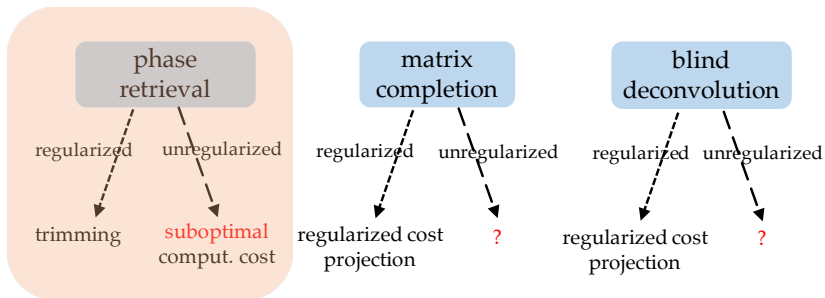 phase
retrieval
regularized
unregularized
trimming
suboptimal
comput. cost
matrix
completion
regularized
unregularized
regularized cost
projection
?
blind
deconvolution
regularized
unregularized
regularized cost
projection
?